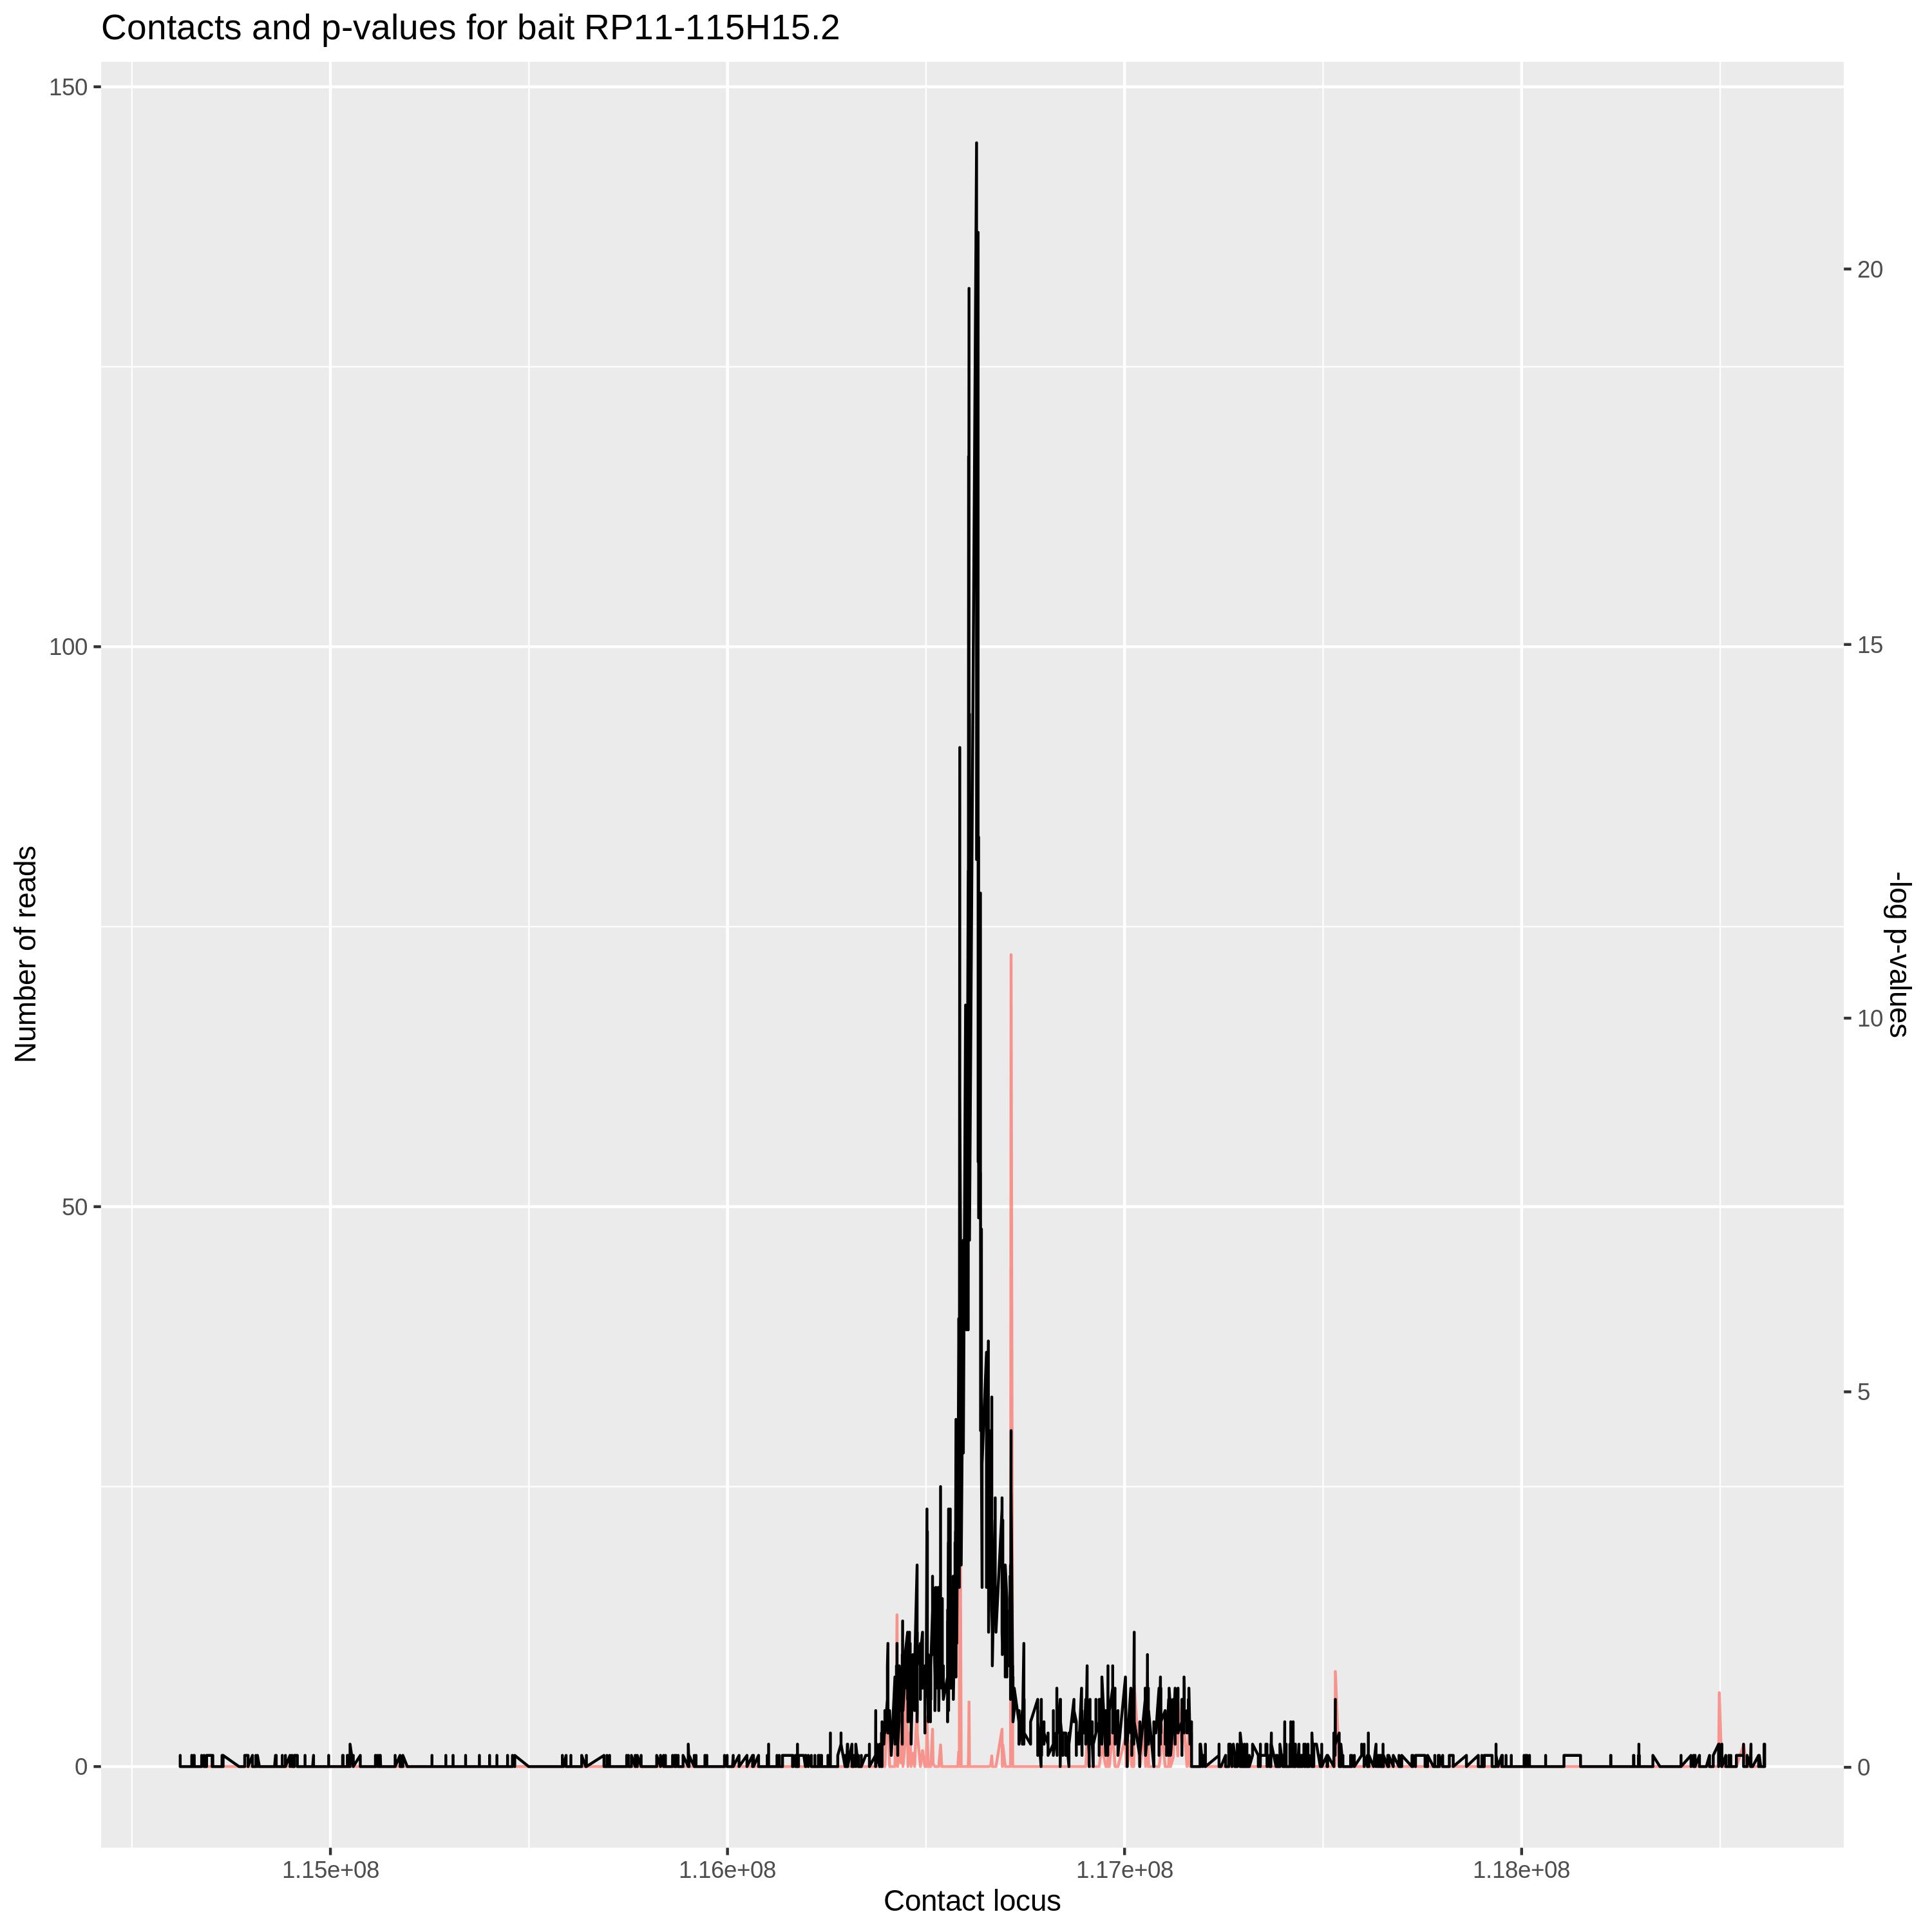 Contacts and p-values for bait RP11-115H15.2
150
100
50
0
Number of reads
20
15
10
5
0
-log p-values
1.15e+08
1.16e+08
1.17e+08
1.18e+08
Contact locus